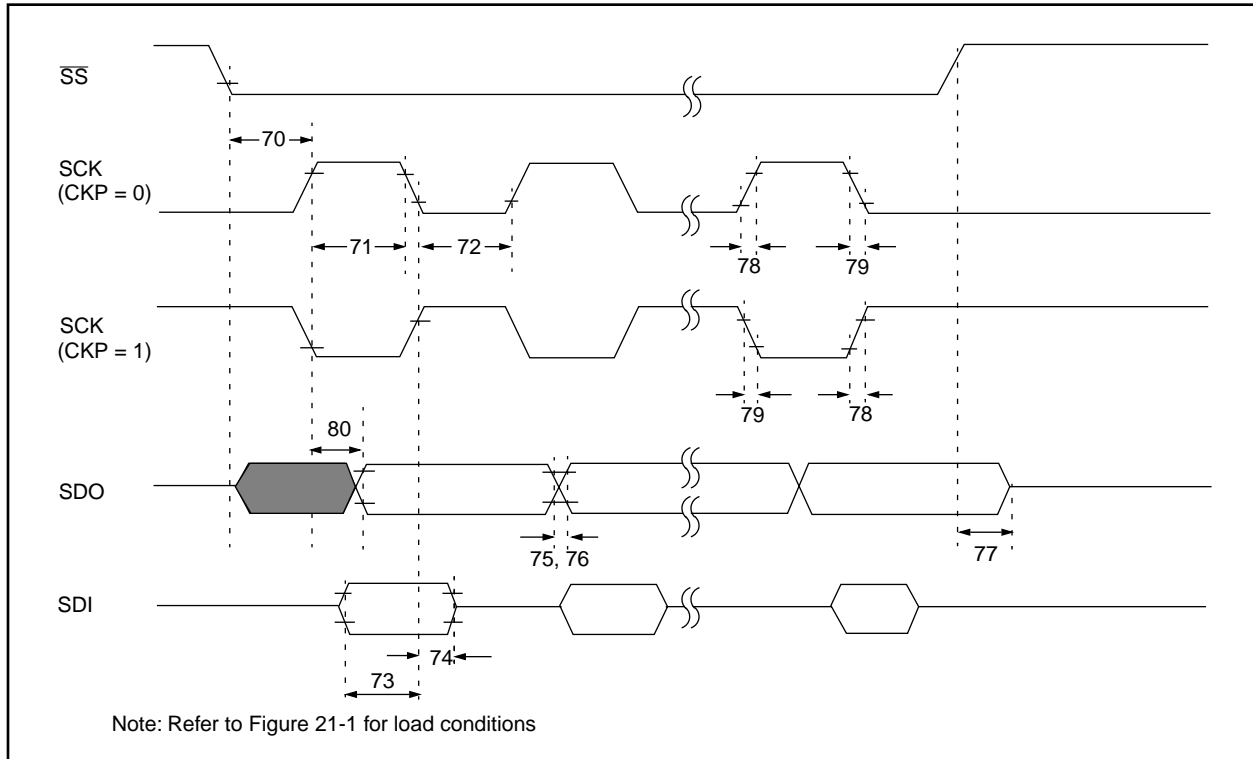 SS
70
SCK
(CKP = 0)
71
72
78
79
SCK
(CKP = 1)
79
78
80
SDO
75, 76
77
SDI
74
73
Note: Refer to Figure 21-1 for load conditions